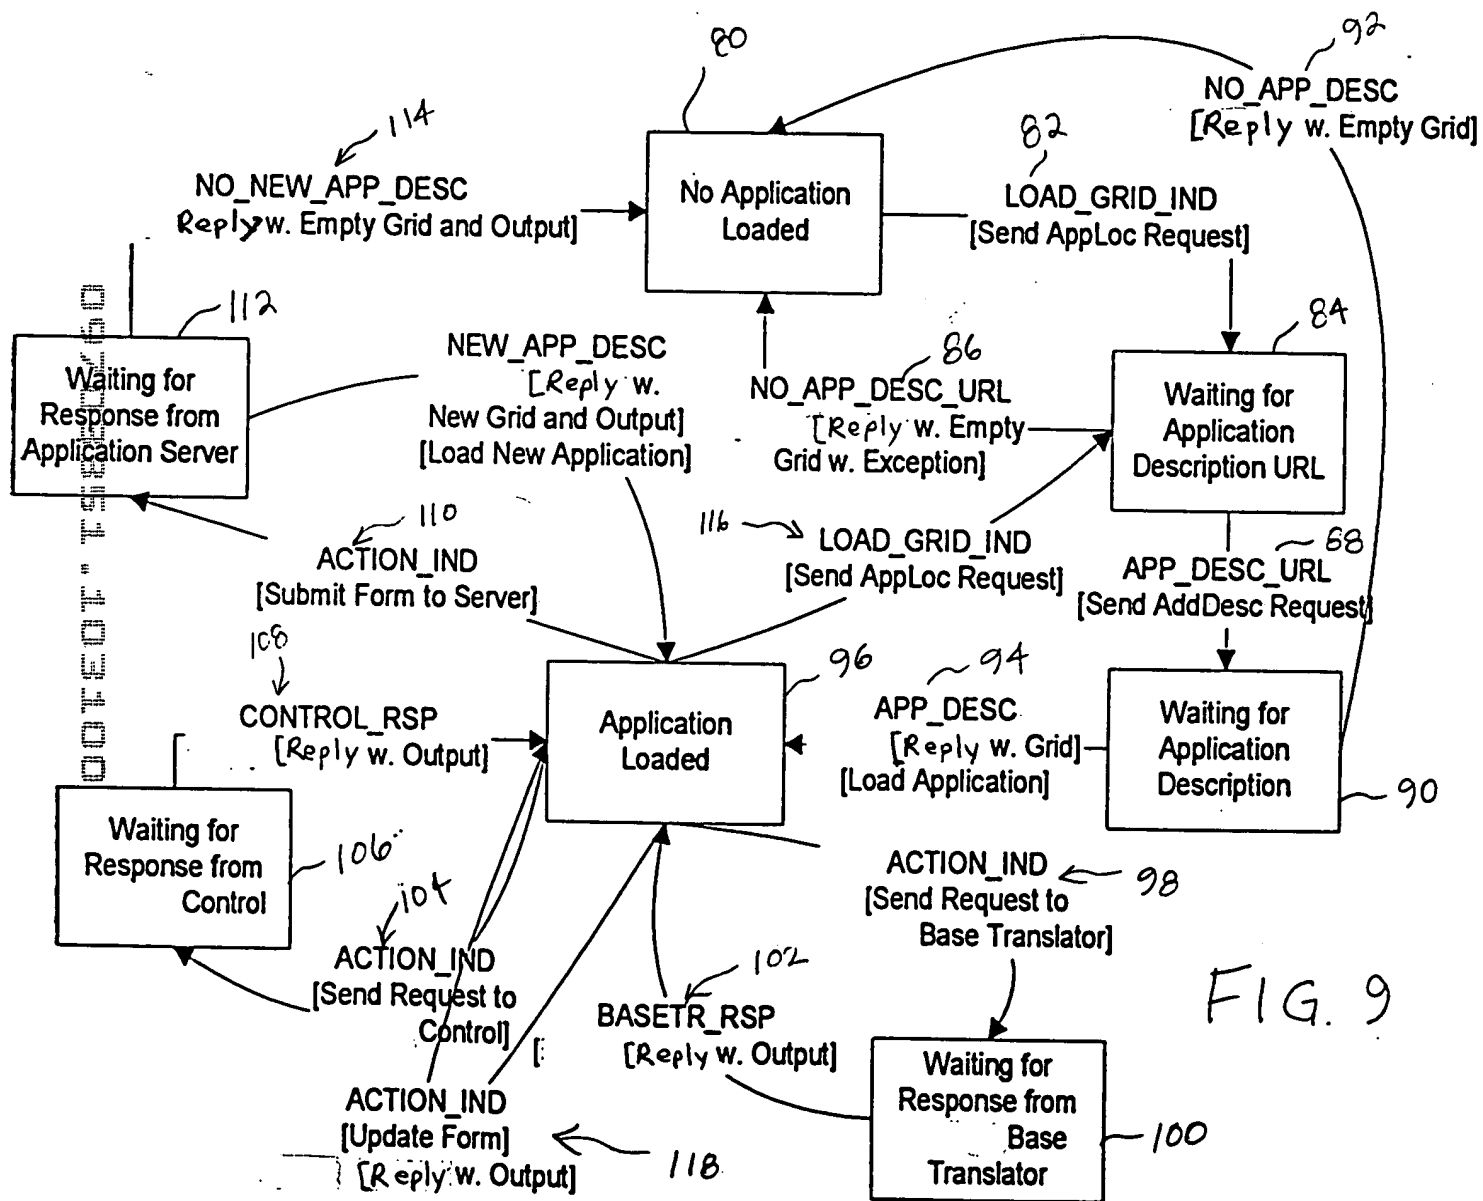 80
92
NO_APP_DESC
[Reply w. Empty Grid]
114
NO_NEW_APP_DESC
Reply w. Empty Grid and Output]
No Application
Loaded
82
LOAD_GRID_IND
[Send AppLoc Request]
112
Waiting for
Response from
Application Server
NEW_APP_DESC
[Reply w.
New Grid and Output]
[Load New Application]
86
NO_APP_DESC_URL
[Reply w. Empty
Grid w. Exception]
84
Waiting for
Application
Description URL
110
ACTION_IND
[Submit Form to Server]
116
LOAD_GRID_IND
[Send AppLoc Request]
68
APP_DESC_URL
[Send AddDesc Request]
108
CONTROL_RSP
[Reply w. Output]
96
Application
Loaded
94
APP_DESC
[Reply w. Grid]
[Load Application]
Waiting for
Application
Description
90
Waiting for
Response from
Control
106
104
ACTION_IND
[Send Request to
Control]
ACTION_IND
[Send Request to
Base Translator]
98
102
BASETR_RSP
[Reply w. Output]
[
ACTION_IND
[Update Form]
[Reply w. Output]
118
Waiting for
Response from
Base
Translator
100
FIG. 9